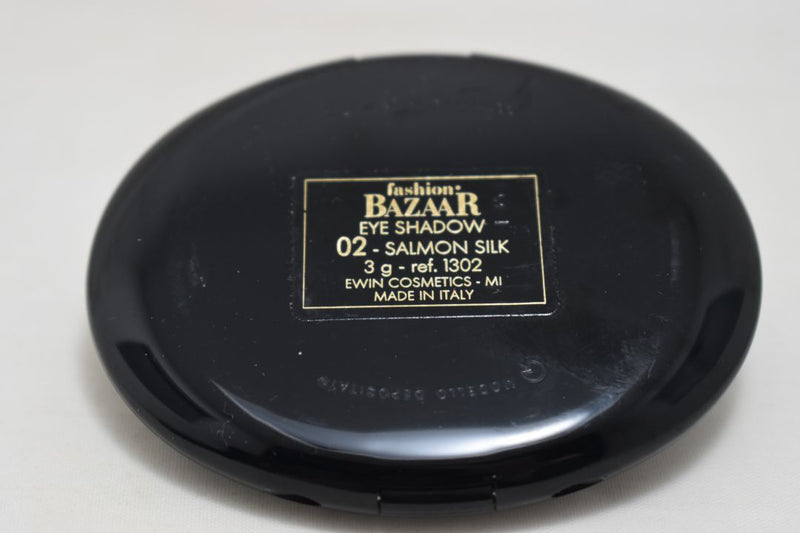 fashion•
BAZAAR
EYE SHADOW
02 - SALMON SILK
3 g - ref. 1302
EWIN COSMETICS - MI
MADE IN ITALY
MODELLO DEPOSITATO